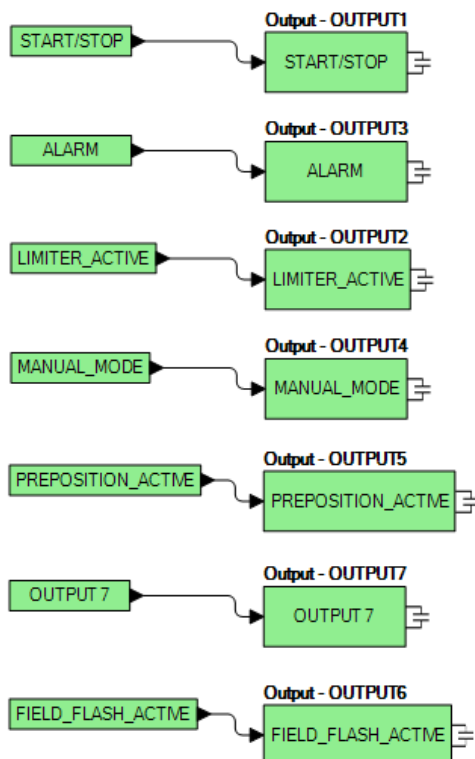 Output - OUTPUT1
START/STOP
START/STOP
Output - OUTPUT3
ALARM
ALARM
Output - OUTPUT2
LIMITER_ACTIVE
LIMITER_ACTIVE
Output - OUTPUT4
MANUAL_MODE
MANUAL_MODE
Output - OUTPUT5
PREPOSITION_ACTIVE
PREPOSITION_ACTIVE
Output - OUTPUT7
OUTPUT 7
OUTPUT 7
Output - OUTPUT6
FIELD_FLASH_ACTIVE
FIELD_FLASH_ACTIVE